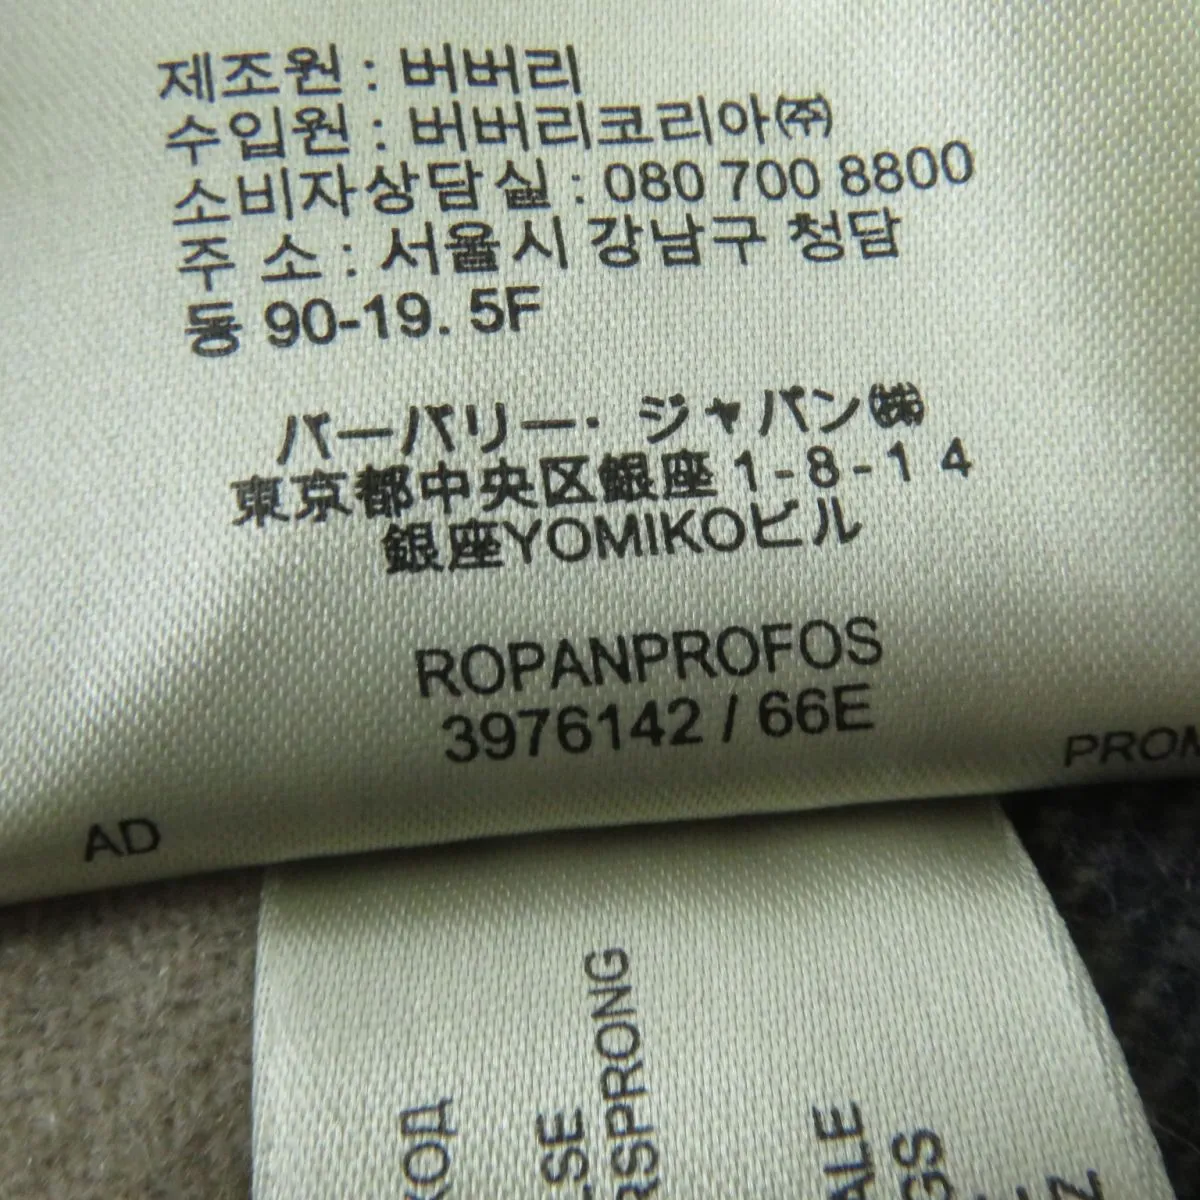 제조원 : 버버리
수입원 : 버버리코리아㈜
소비자상담실 : 080 700 8800
주 소 : 서울시 강남구 청담
동 90-19. 5F
バーバリー・ジャパン㈱
東京都中央区銀座1-8-14
銀座YOMIKOビル
ROPANPROFOS
3976142 / 66E
AD